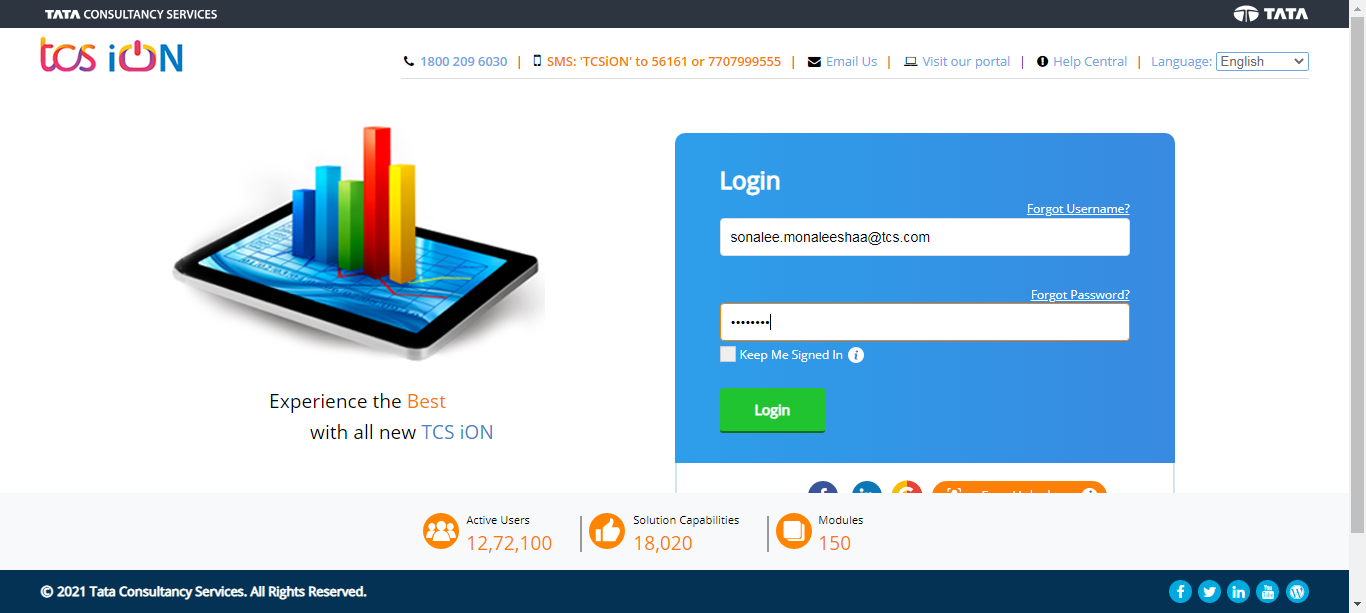 TATA CONSULTANCY SERVICES
TATA
tcs iON
1800 209 6030 | SMS: 'TCSiON' to 56161 or 7707999555 | Email Us | Visit our portal | Help Central | Language: English
Login
Forgot Username?
sonalee.monaleeshaa@tcs.com
Forgot Password?
••••••••
Keep Me Signed In
Login
Experience the Best
with all new TCS iON
Active Users
12,72,100
Solution Capabilities
18,020
Modules
150
© 2021 Tata Consultancy Services. All Rights Reserved.